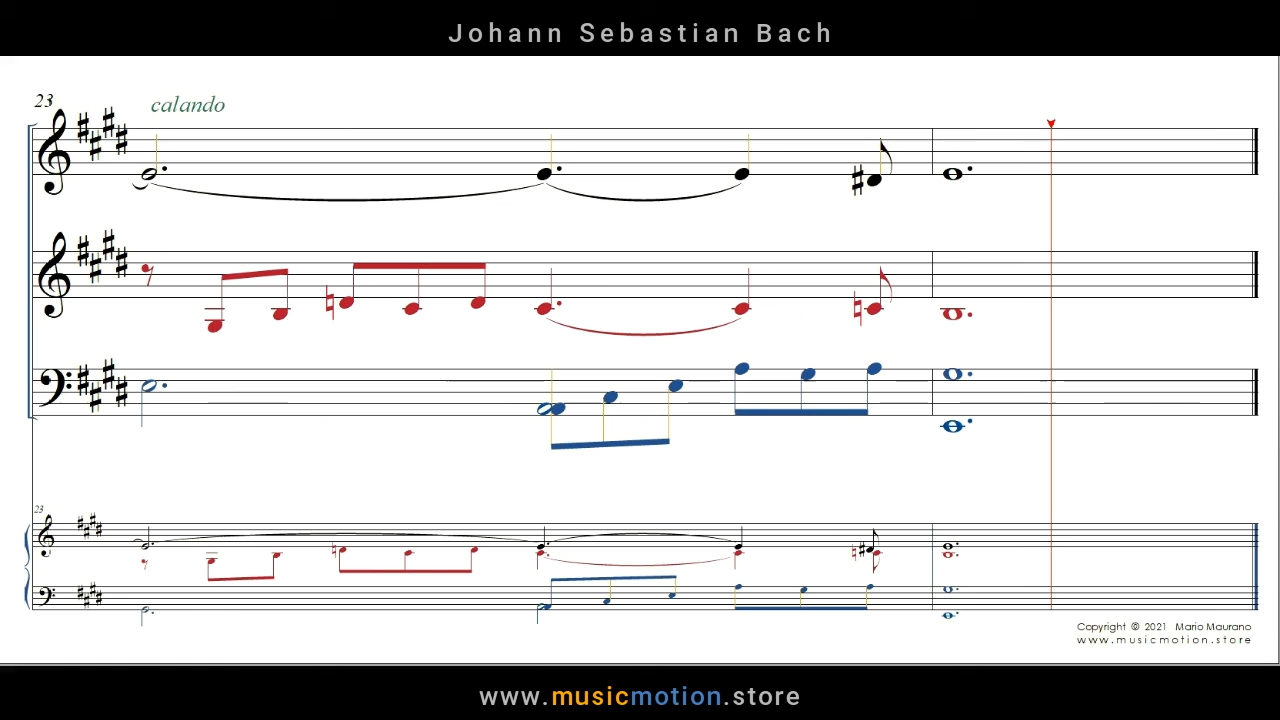 Johann Sebastian Bach
23
calando
23
Copyright © 2021 Mario Maurano
www.musicmotion.store
www.musicmotion.store